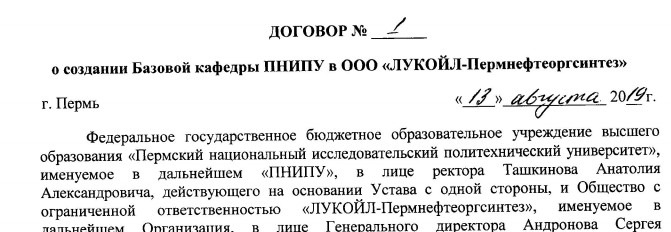 ДОГОВОР № 1
о создании Базовой кафедры ПНИПУ в ООО «ЛУКОЙЛ-Пермнефтеоргсинтез»
г. Пермь «13» августа 2019г.
Федеральное государственное бюджетное образовательное учреждение высшего
образования «Пермский национальный исследовательский политехнический университет»,
именуемое в дальнейшем «ПНИПУ», в лице ректора Ташкинова Анатолия
Александровича, действующего на основании Устава с одной стороны, и Общество с
ограниченной ответственностью «ЛУКОЙЛ-Пермнефтеоргсинтез», именуемое в
дальнейшем Организация, в лице Генерального директора Андронова Сергея